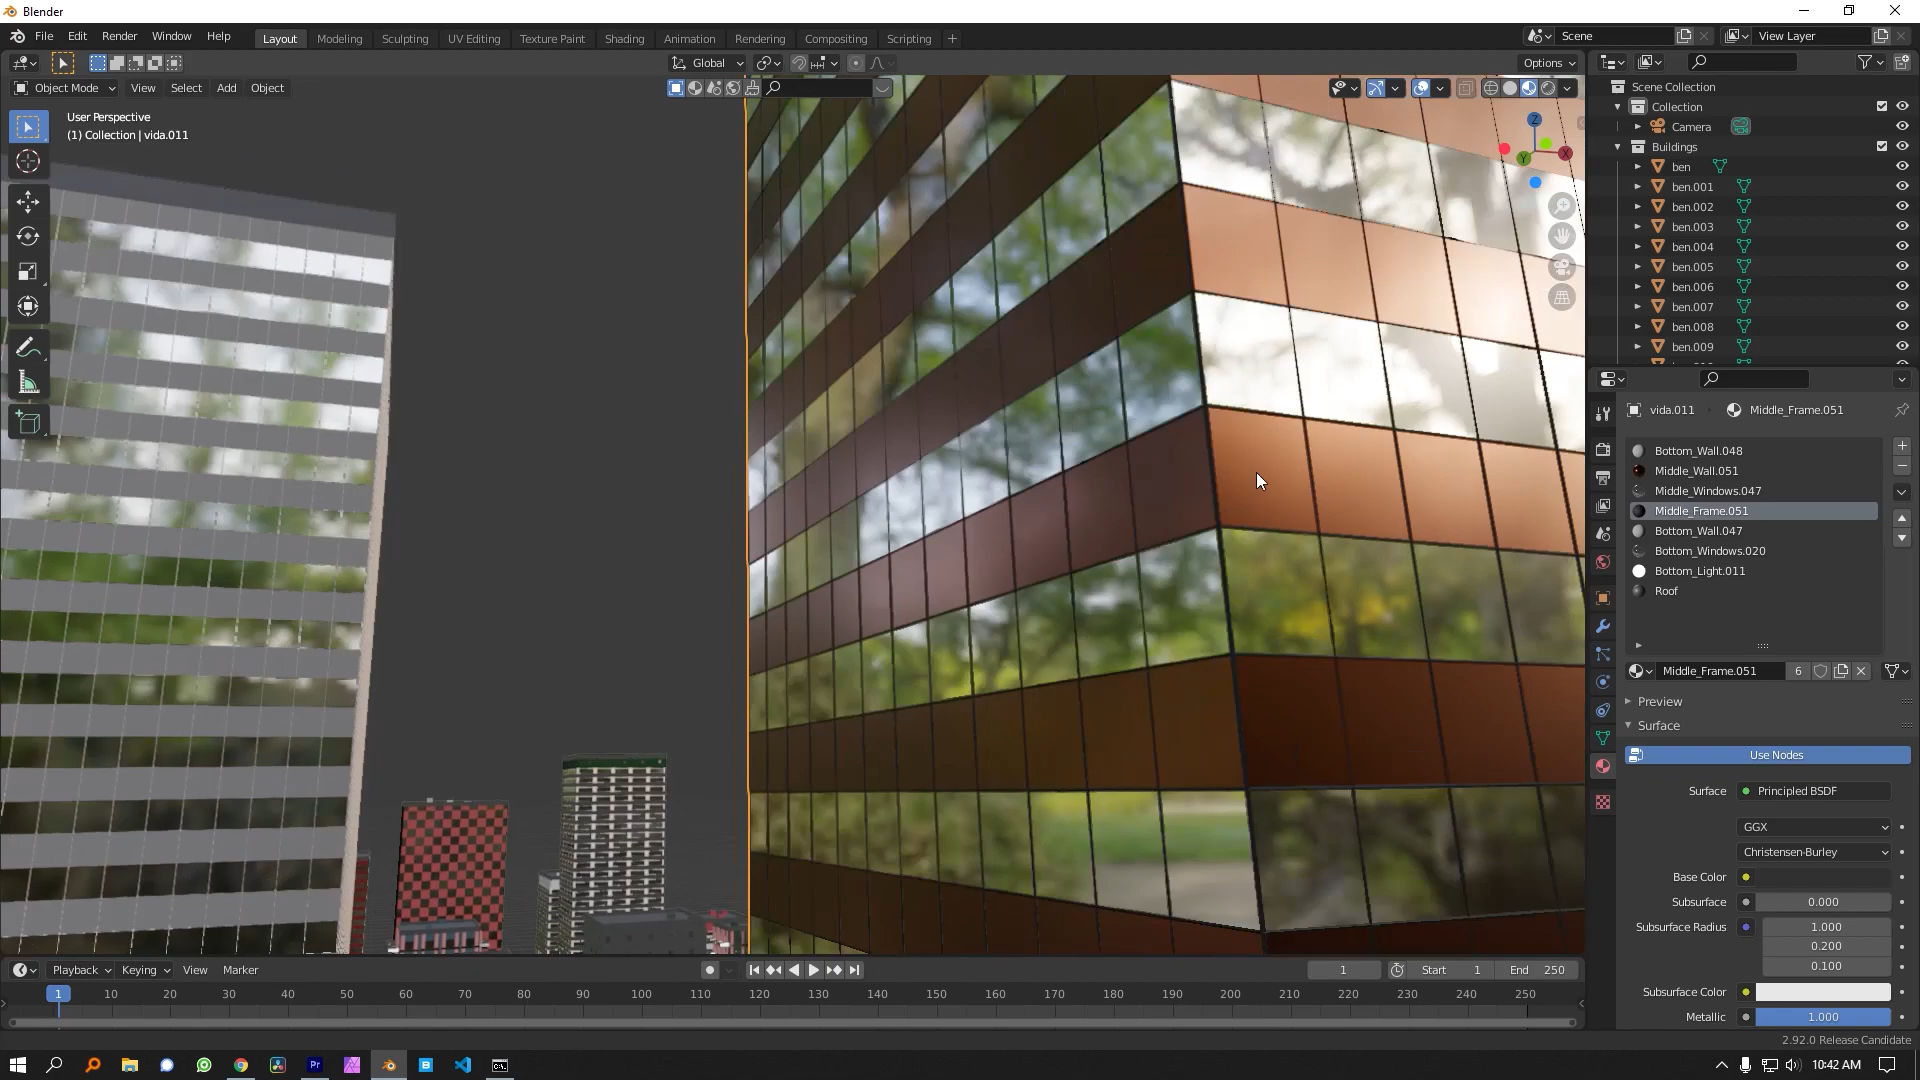 Blender
File Edit Render Window Help
Layout Modeling Sculpting UV Editing Texture Paint Shading Animation Rendering Compositing Scripting +
Scene
View Layer
Global
Options
Object Mode View Select Add Object
User Perspective
(1) Collection | vida.011
Z
Y
X
Scene Collection
Collection
Camera
Buildings
ben
ben.001
ben.002
ben.003
ben.004
ben.005
ben.006
ben.007
ben.008
ben.009
vida.011 Middle_Frame.051
Bottom_Wall.048
Middle_Wall.051
Middle_Windows.047
Middle_Frame.051
Bottom_Wall.047
Bottom_Windows.020
Bottom_Light.011
Roof
Middle_Frame.051 6
Preview
Surface
Use Nodes
Surface Principled BSDF
GGX
Christensen-Burley
Base Color
Subsurface 0.000
Subsurface Radius 1.000
0.200
0.100
Subsurface Color
Metallic 1.000
Playback Keying View Marker
1 Start 1 End 250
1 10 20 30 40 50 60 70 80 90 100 110 120 130 140 150 160 170 180 190 200 210 220 230 240 250
2.92.0 Release Candidate
Pr
B
10:42 AM